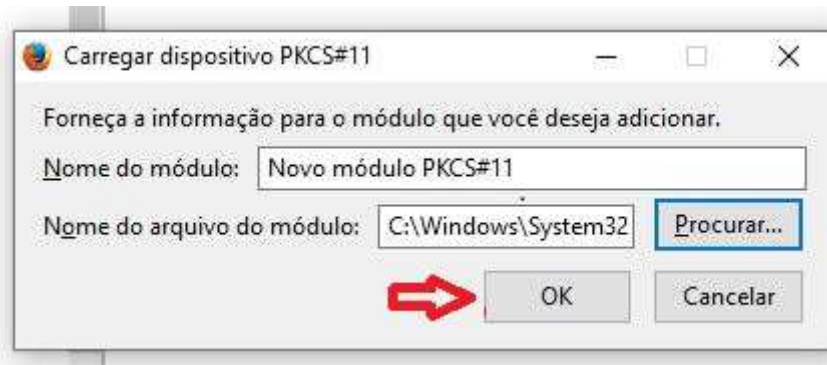 Carregar dispositivo PKCS#11
Forneça a informação para o módulo que você deseja adicionar.
Nome do módulo: Novo módulo PKCS#11
Nome do arquivo do módulo: C:\Windows\System32 Procurar...
OK Cancelar